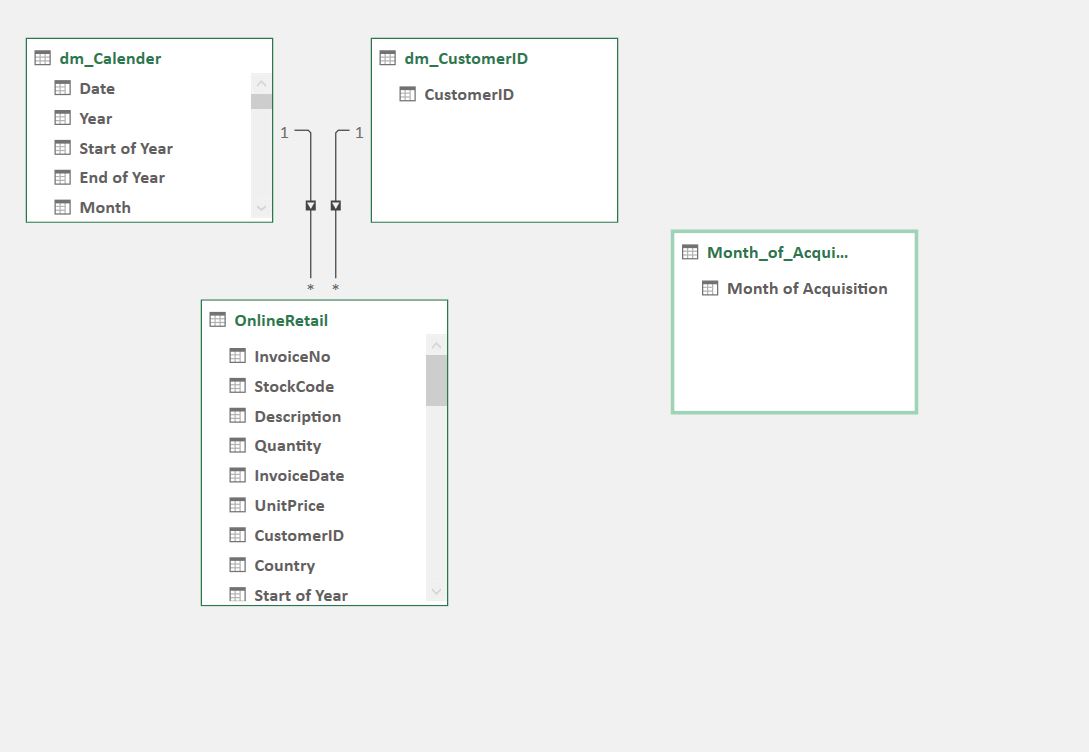 dm_Calender
Date
Year
Start of Year
End of Year
Month
1
1
dm_CustomerID
CustomerID
* *
Month_of_Acqui...
Month of Acquisition
OnlineRetail
InvoiceNo
StockCode
Description
Quantity
InvoiceDate
UnitPrice
CustomerID
Country
Start of Year